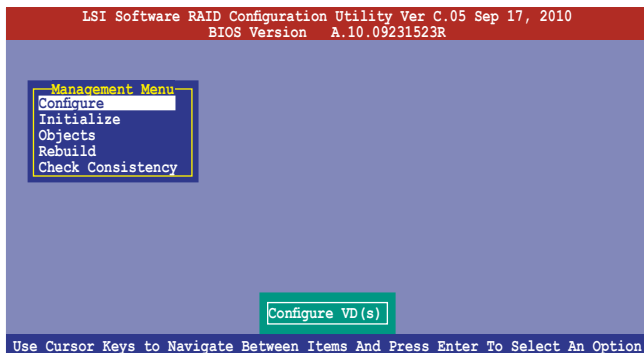 LSI Software RAID Configuration Utility Ver C.05 Sep 17, 2010
BIOS Version A.10.09231523R
Management Menu
Configure
Initialize
Objects
Rebuild
Check Consistency
Configure VD(s)
Use Cursor Keys to Navigate Between Items And Press Enter To Select An Option